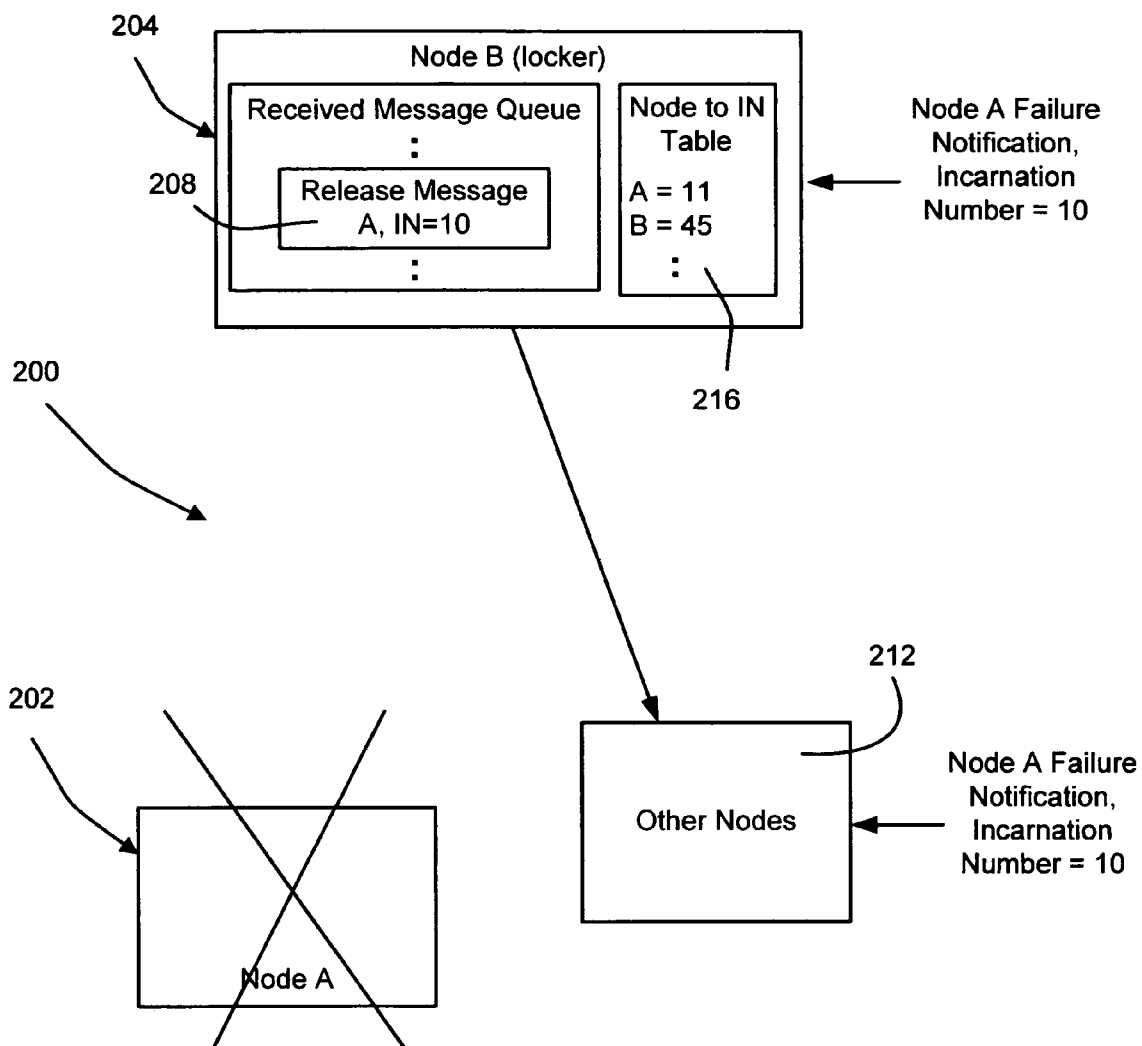 204
Node B (locker)
Received Message Queue
Release Message
A, IN=10
208
Node to IN
Table
A = 11
B = 45
Node A Failure
Notification,
Incarnation
Number = 10
216
200
212
202
Other Nodes
Node A Failure
Notification,
Incarnation
Number = 10
Node A